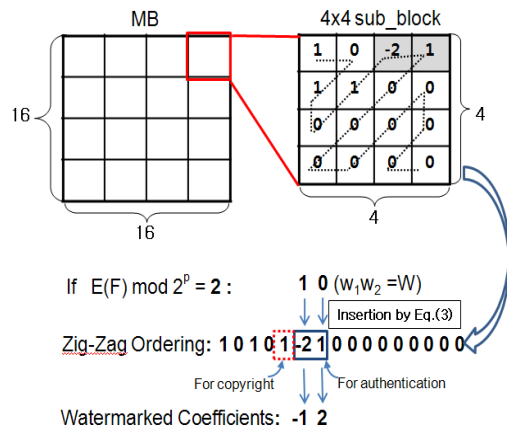 MB
4x4 sub_block
16
16
1 0 -2 1
1 1 0 0
0 0 0 0
0 0 0 0
4
4
If E(F) mod 2^p = 2 :
1 0 (w₁w₂ =W)
Insertion by Eq.(3)
Zig-Zag Ordering: 1 0 1 0 1 -2 1 0 0 0 0 0 0 0 0 0
For copyright
For authentication
Watermarked Coefficients: -1 2